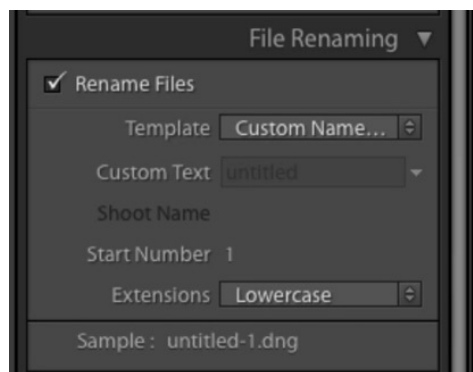 File Renaming
Rename Files
Template Custom Name...
Custom Text untitled
Shoot Name
Start Number 1
Extensions Lowercase
Sample : untitled-1.dng